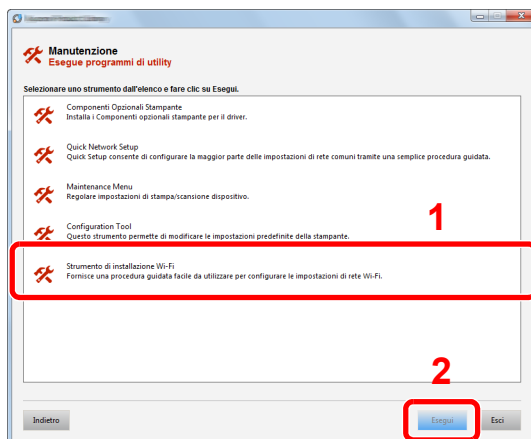 Manutenzione
Esegue programmi di utility
Selezionare uno strumento dall'elenco e fare clic su Esegui.
Componenti Opzionali Stampante
Installa i Componenti opzionali stampante per il driver.
Quick Network Setup
Quick Setup consente di configurare la maggior parte delle impostazioni di rete comuni tramite una semplice procedura guidata.
Maintenance Menu
Regolare impostazioni di stampa/scansione dispositivo.
1
Configuration Tool
Questo strumento permette di modificare le impostazioni predefinite della stampante.
Strumento di installazione Wi-Fi
Fornisce una procedura guidata facile da utilizzare per configurare le impostazioni di rete Wi-Fi.
2
Indietro
Esegui
Esci